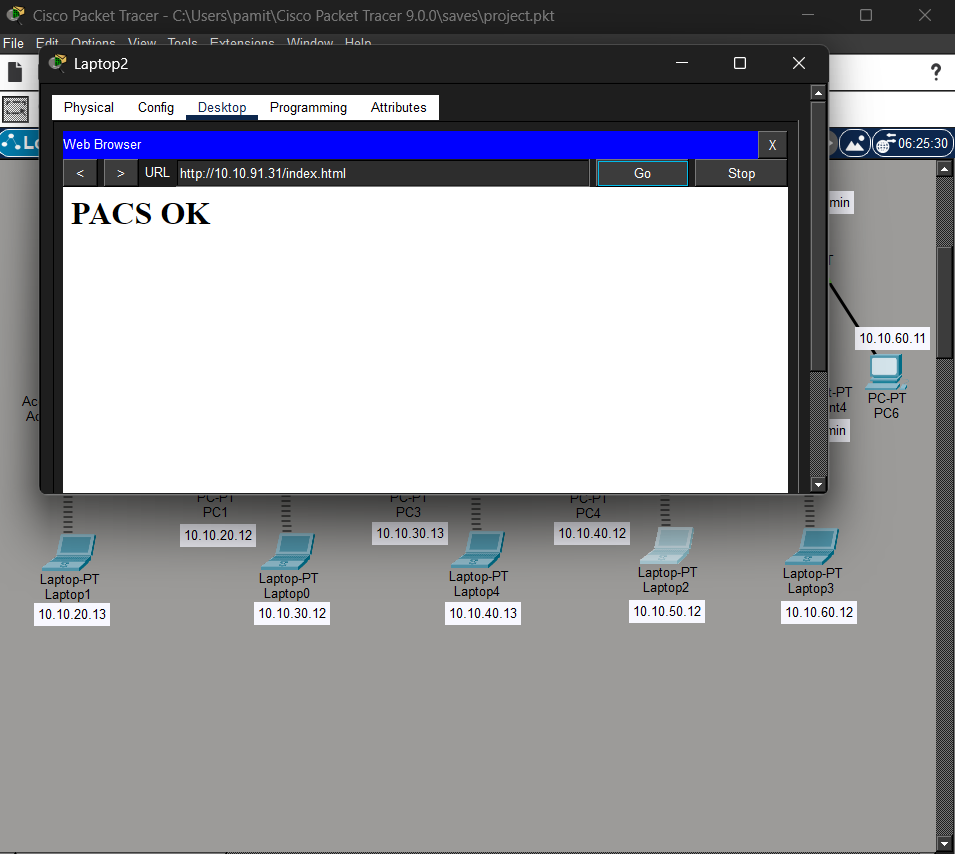 Cisco Packet Tracer - C:\Users\pamit\Cisco Packet Tracer 9.0.0\saves\project.pkt
File Edit Options View Tools Extensions Window Help
Laptop2
?
Physical Config Desktop Programming Attributes
06:25:30
Web Browser X
< > URL http://10.10.91.31/index.html Go Stop
PACS OK
min
10.10.60.11
PC-PT
PC6
min
PC-PT PC-PT PC-PT
PC1 PC3 PC4
10.10.20.12 10.10.30.13 10.10.40.12
Laptop-PT Laptop-PT Laptop-PT Laptop-PT Laptop-PT
Laptop1 Laptop0 Laptop4 Laptop2 Laptop3
10.10.20.13 10.10.30.12 10.10.40.13 10.10.50.12 10.10.60.12